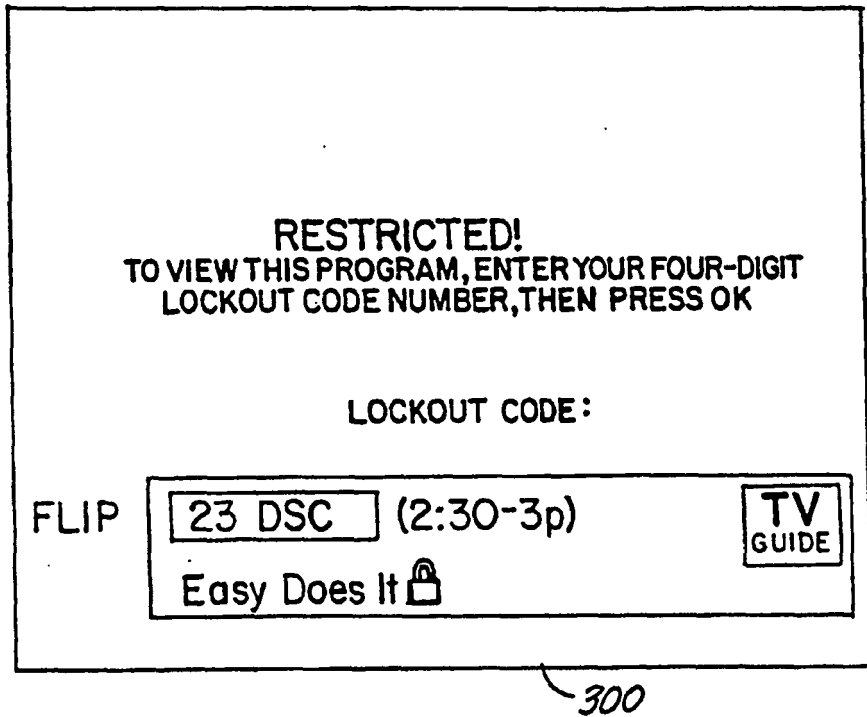 RESTRICTED!
TO VIEW THIS PROGRAM, ENTER YOUR FOUR-DIGIT
LOCKOUT CODE NUMBER, THEN PRESS OK
LOCKOUT CODE:
FLIP 23 DSC (2:30-3p) TV GUIDE
Easy Does It
300